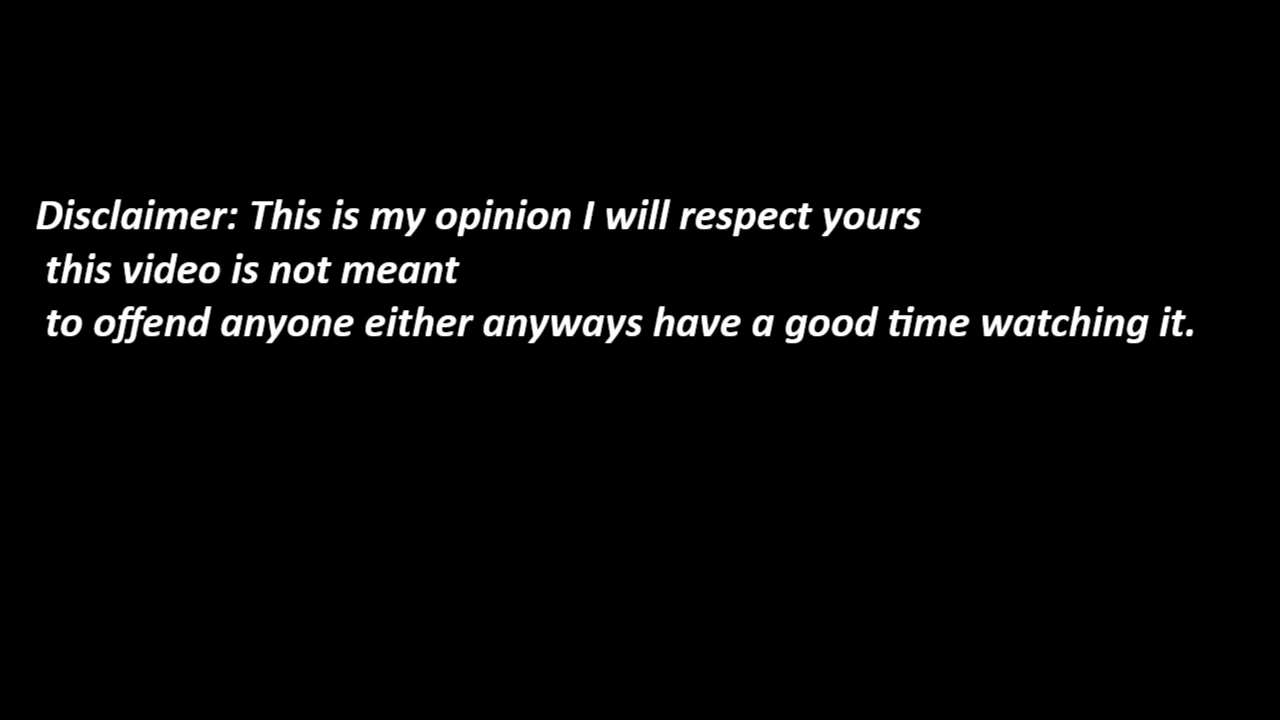 Disclaimer: This is my opinion I will respect yours
this video is not meant
to offend anyone either anyways have a good time watching it.